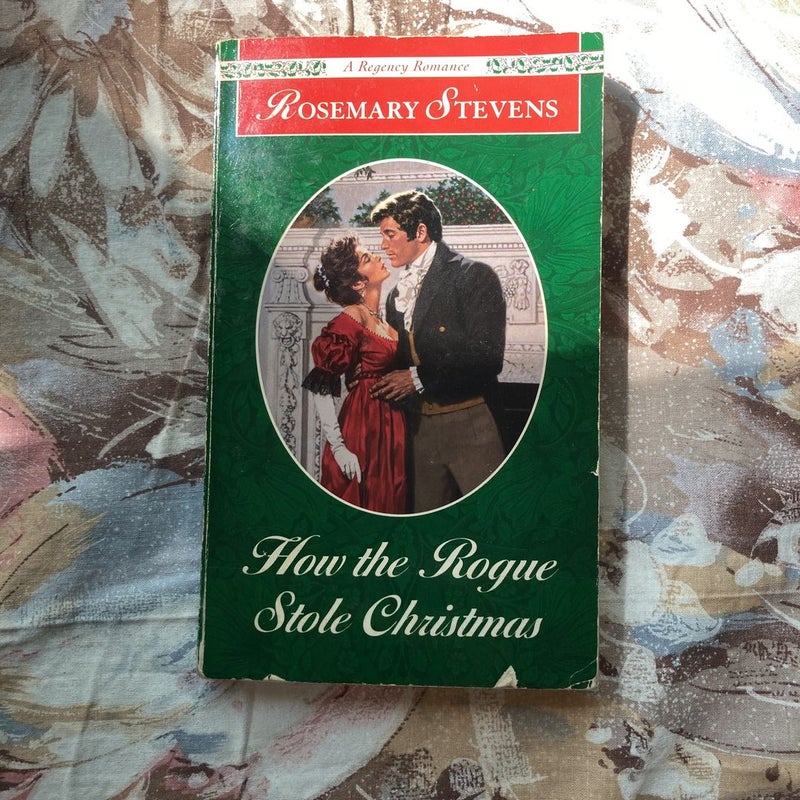 A Regency Romance
ROSEMARY STEVENS
How the Rogue
Stole Christmas